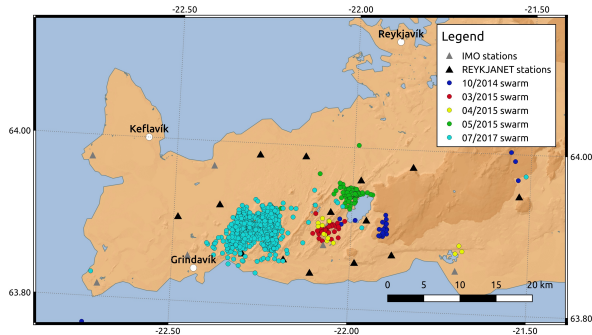 -22.50 -22.00 -21.50
Reykjavík
Legend
IMO stations
REYKJANET stations
10/2014 swarm
03/2015 swarm
04/2015 swarm
05/2015 swarm
07/2017 swarm
Keflavík
64.00
64.00
Grindavík
0 5 10 15 20 km
63.80
63.80
-22.50 -22.00 -21.50